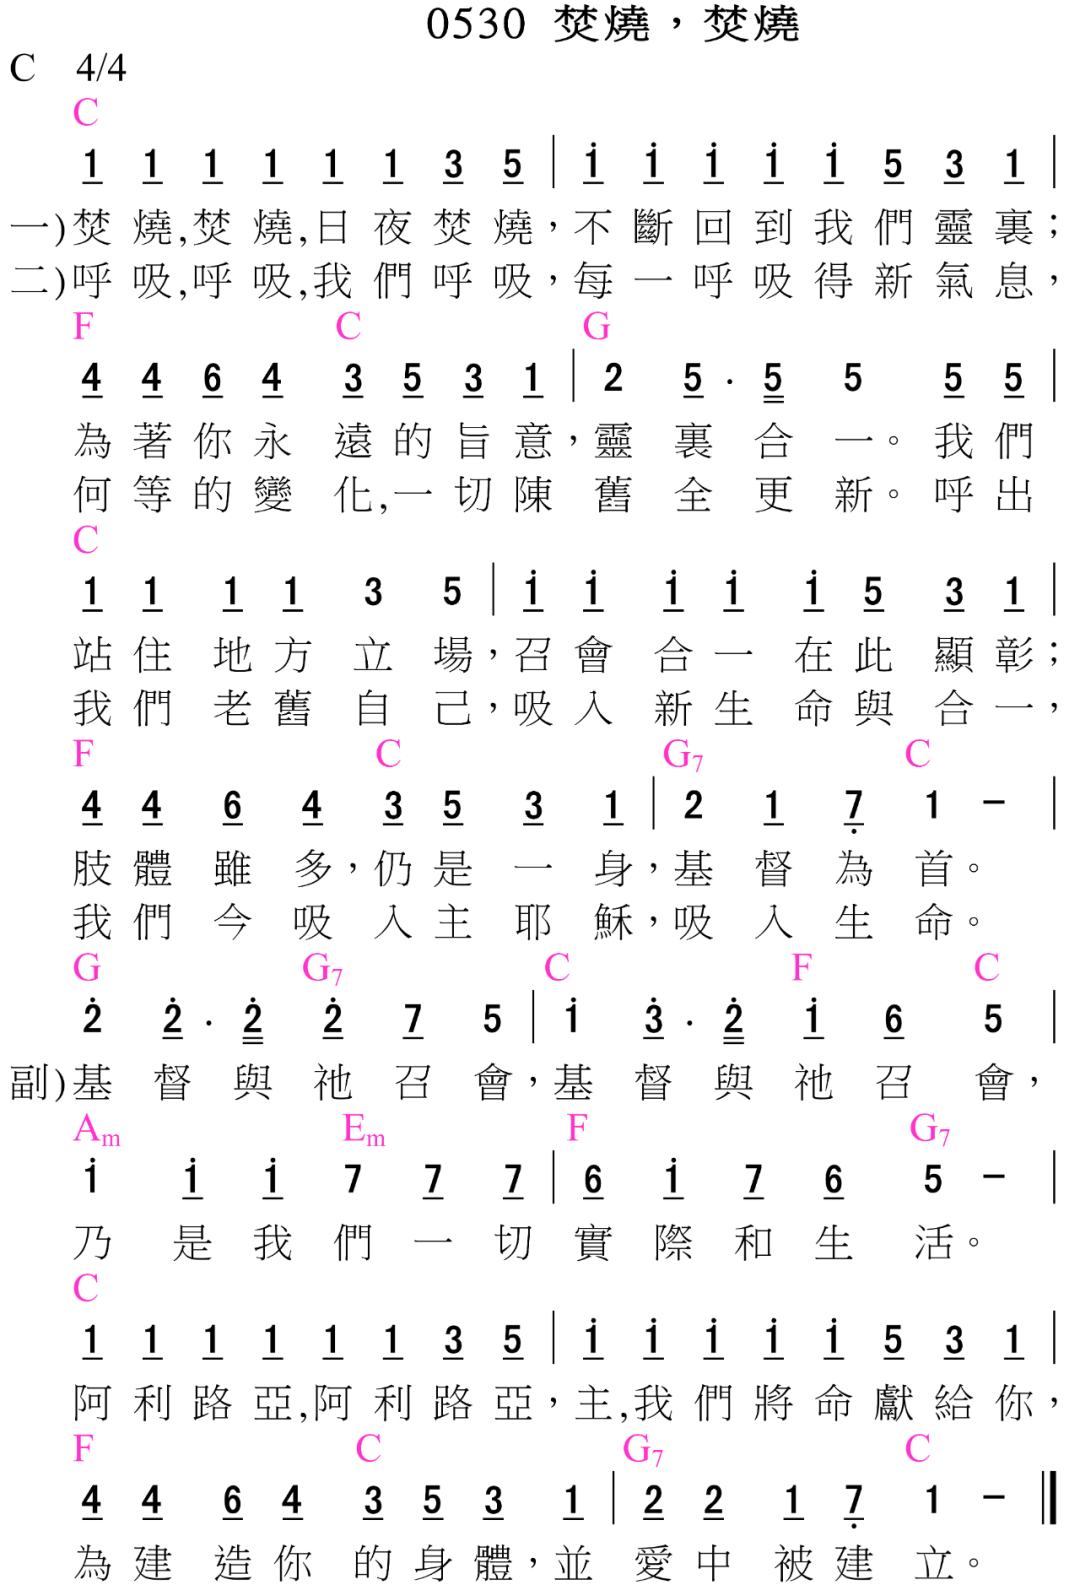 0530 焚燒，焚燒
C 4/4
C
1 1 1 1 1 1 3 5 | i i i i i 5 3 1 |
一)焚燒,焚燒,日夜焚燒，不斷回到我們靈裏；
二)呼吸,呼吸,我們呼吸，每一呼吸得新氣息，
F C G
4 4 6 4 3 5 3 1 | 2 5 · 5 5 5 5 |
為著你永遠的旨意，靈裏合一。我們
何等的變化,一切陳舊全更新。呼出
C
1 1 1 1 3 5 | i i i i i 5 3 1 |
站住地方立場，召會合一在此顯彰；
我們老舊自己，吸入新生命與合一，
F C G7 C
4 4 6 4 3 5 3 1 | 2 1 7̣ 1 － |
肢體雖多，仍是一身，基督為首。
我們今吸入主耶穌，吸入生命。
G G7 C F C
2̇ 2̇ · 2̇ 2̇ 7 5 | i 3̇ · 2̇ i 6 5 |
副)基督與祂召會，基督與祂召會，
Am Em F G7
i i i 7 7 7 | 6 i 7 6 5 － |
乃是我們一切實際和生活。
C
1 1 1 1 1 1 3 5 | i i i i i 5 3 1 |
阿利路亞,阿利路亞，主,我們將命獻給你，
F C G7 C
4 4 6 4 3 5 3 1 | 2 2 1 7̣ 1 － ‖
為建造你的身體，並愛中被建立。